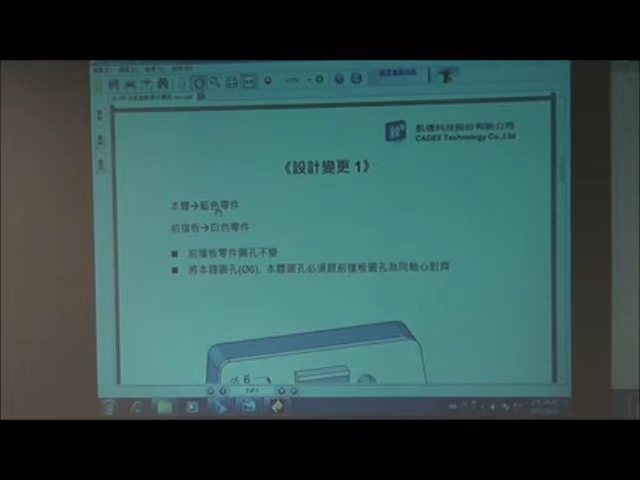 凱德科技股份有限公司
CADEX Technology Co.,Ltd
《設計變更 1》
本體→藍色零件
前擋板→白色零件
■ 前擋板零件圓孔不變
■ 將本體圓孔(Ø6), 本體圓孔必須跟前擋板圓孔為同軸心對齊
6